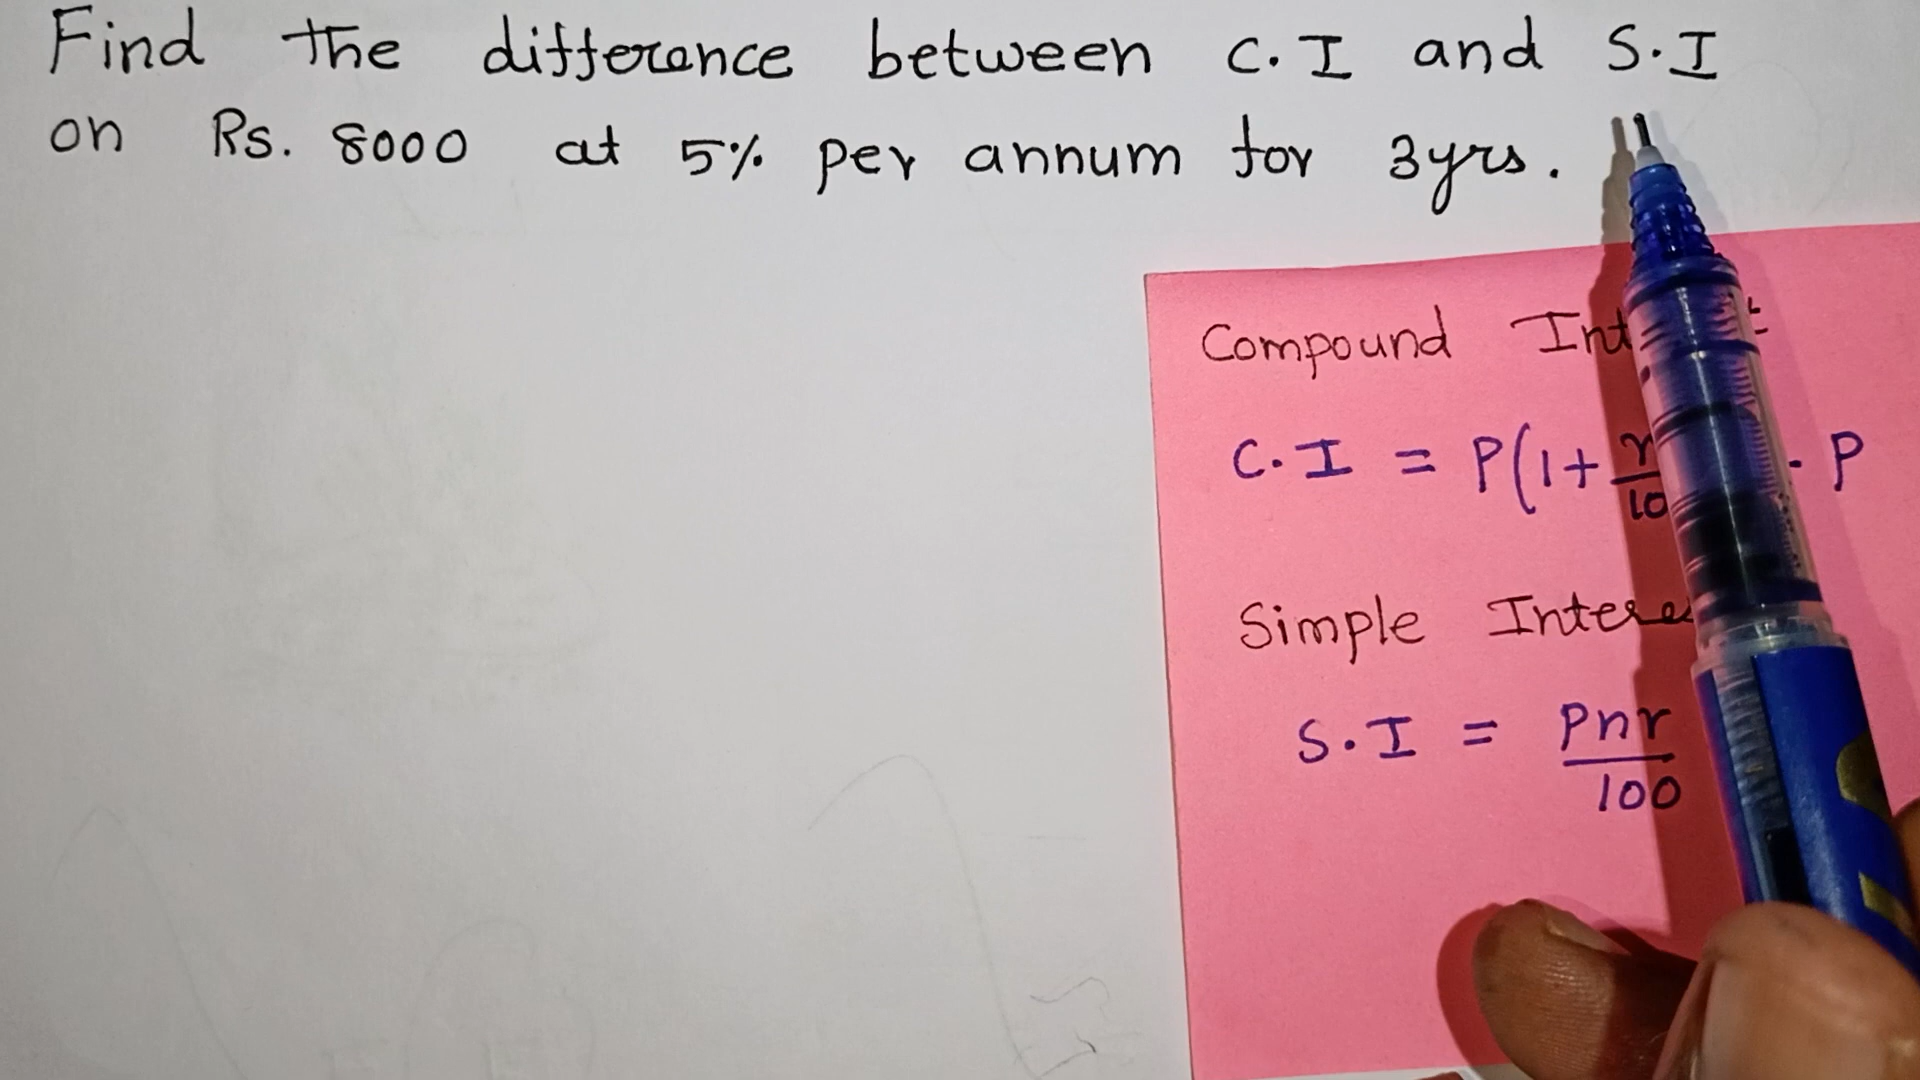 Find the difference between C.I and S.I
on Rs. 8000 at 5% per annum for 3yrs.
Compound
C.I = P(1+ - P
Simple
S.I = Pnr
100